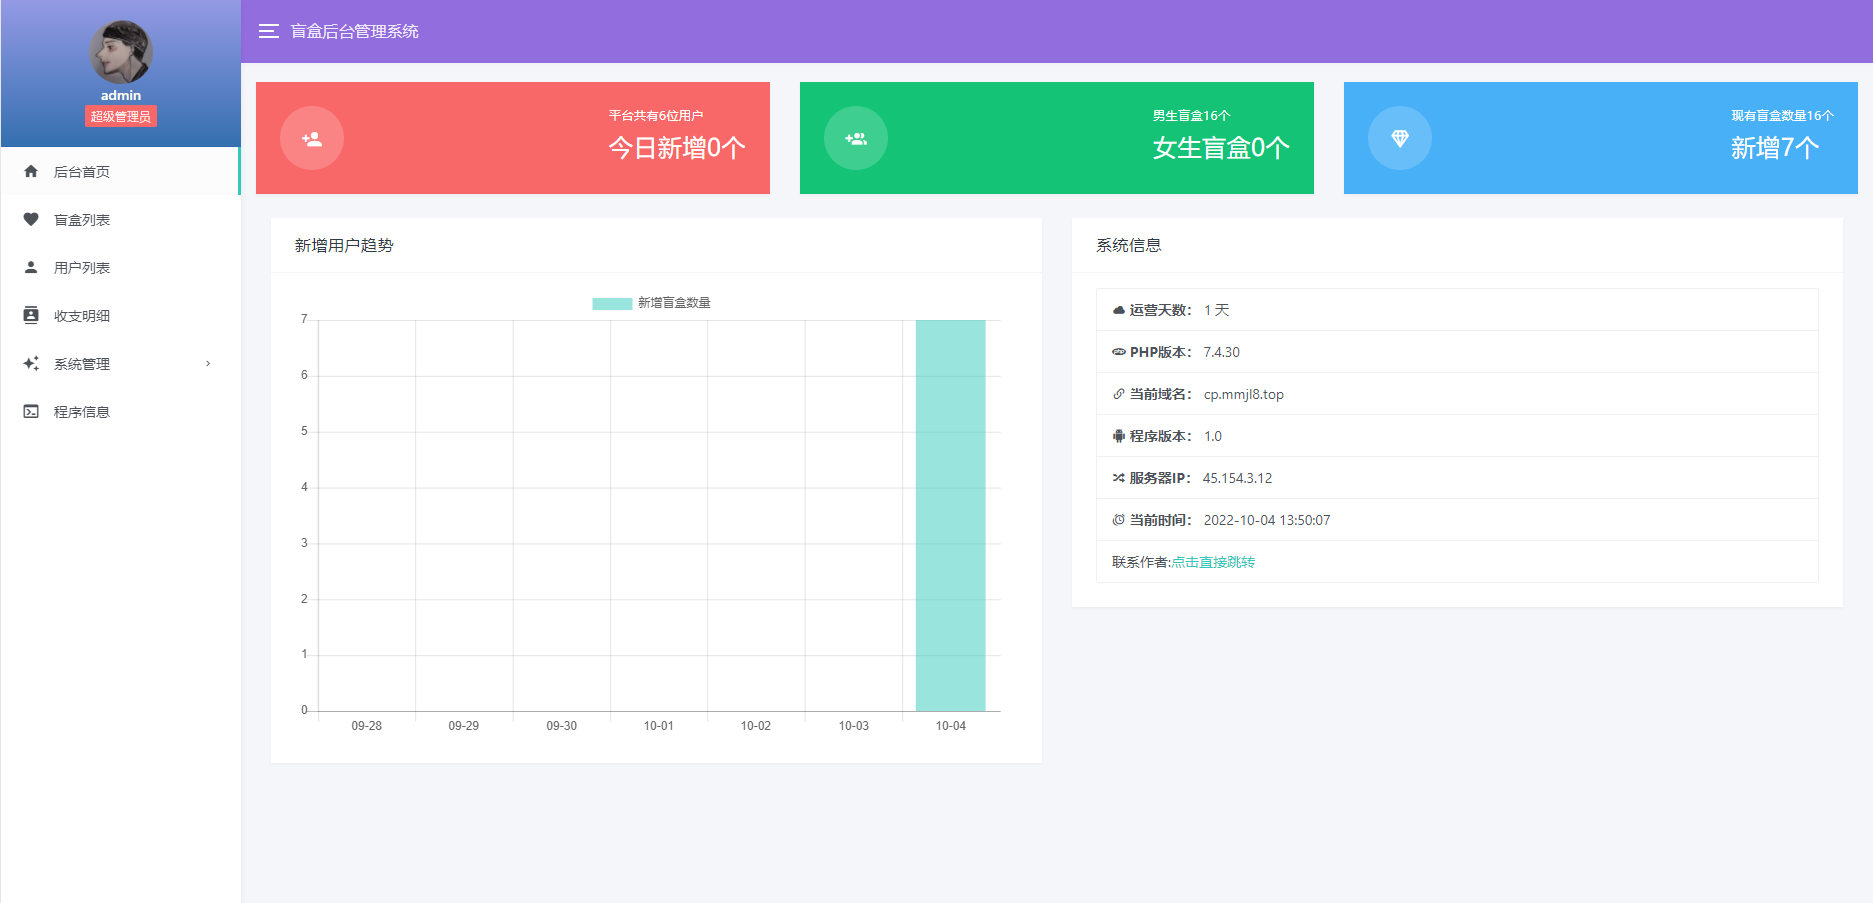 admin
超级管理员
后台首页
盲盒列表
用户列表
收支明细
系统管理
程序信息
盲盒后台管理系统
平台共有6位用户
今日新增0个
男生盲盒16个
女生盲盒0个
现有盲盒数量16个
新增7个
新增用户趋势
新增盲盒数量
7
6
5
4
3
2
1
0
09-28 09-29 09-30 10-01 10-02 10-03 10-04
系统信息
运营天数： 1 天
PHP版本： 7.4.30
当前域名： cp.mmjl8.top
程序版本： 1.0
服务器IP： 45.154.3.12
当前时间： 2022-10-04 13:50:07
联系作者:点击直接跳转